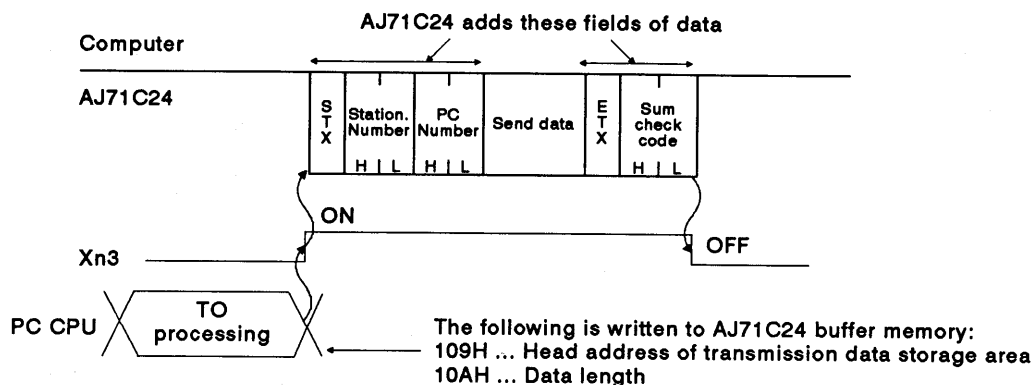 AJ71C24 adds these fields of data
Computer
AJ71C24
STX
Station. Number
H L
PC Number
H L
Send data
ETX
Sum check code
H L
ON
OFF
Xn3
PC CPU
TO processing
The following is written to AJ71C24 buffer memory:
109H ... Head address of transmission data storage area
10AH ... Data length